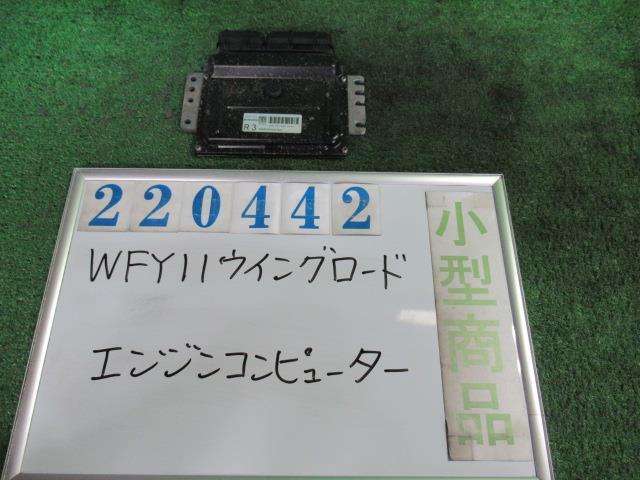 R3
220442
WFY11ウイングロード
エンジンコンピューター
小型商品